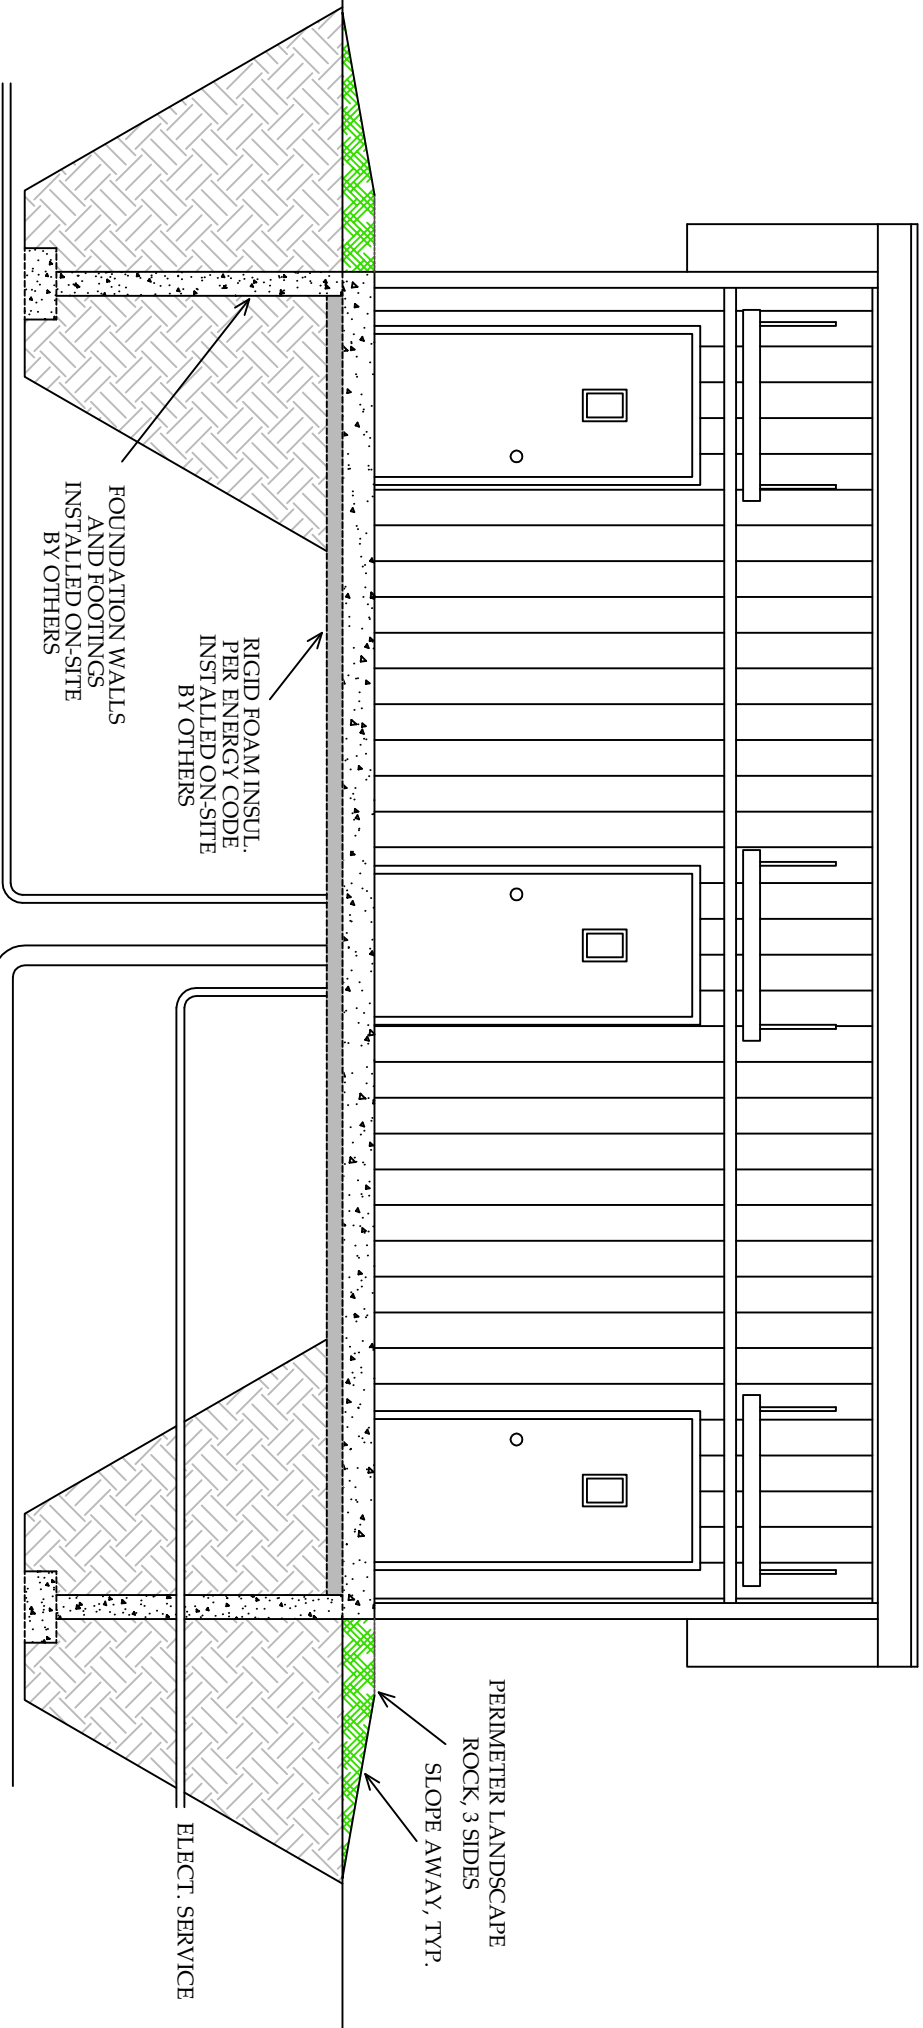 PERIMETER LANDSCAPE
ROCK, 3 SIDES
SLOPE AWAY, TYP.
RIGID FOAM INSUL.
PER ENERGY CODE
INSTALLED ON-SITE
BY OTHERS
FOUNDATION WALLS
AND FOOTINGS
INSTALLED ON-SITE
BY OTHERS
ELECT. SERVICE